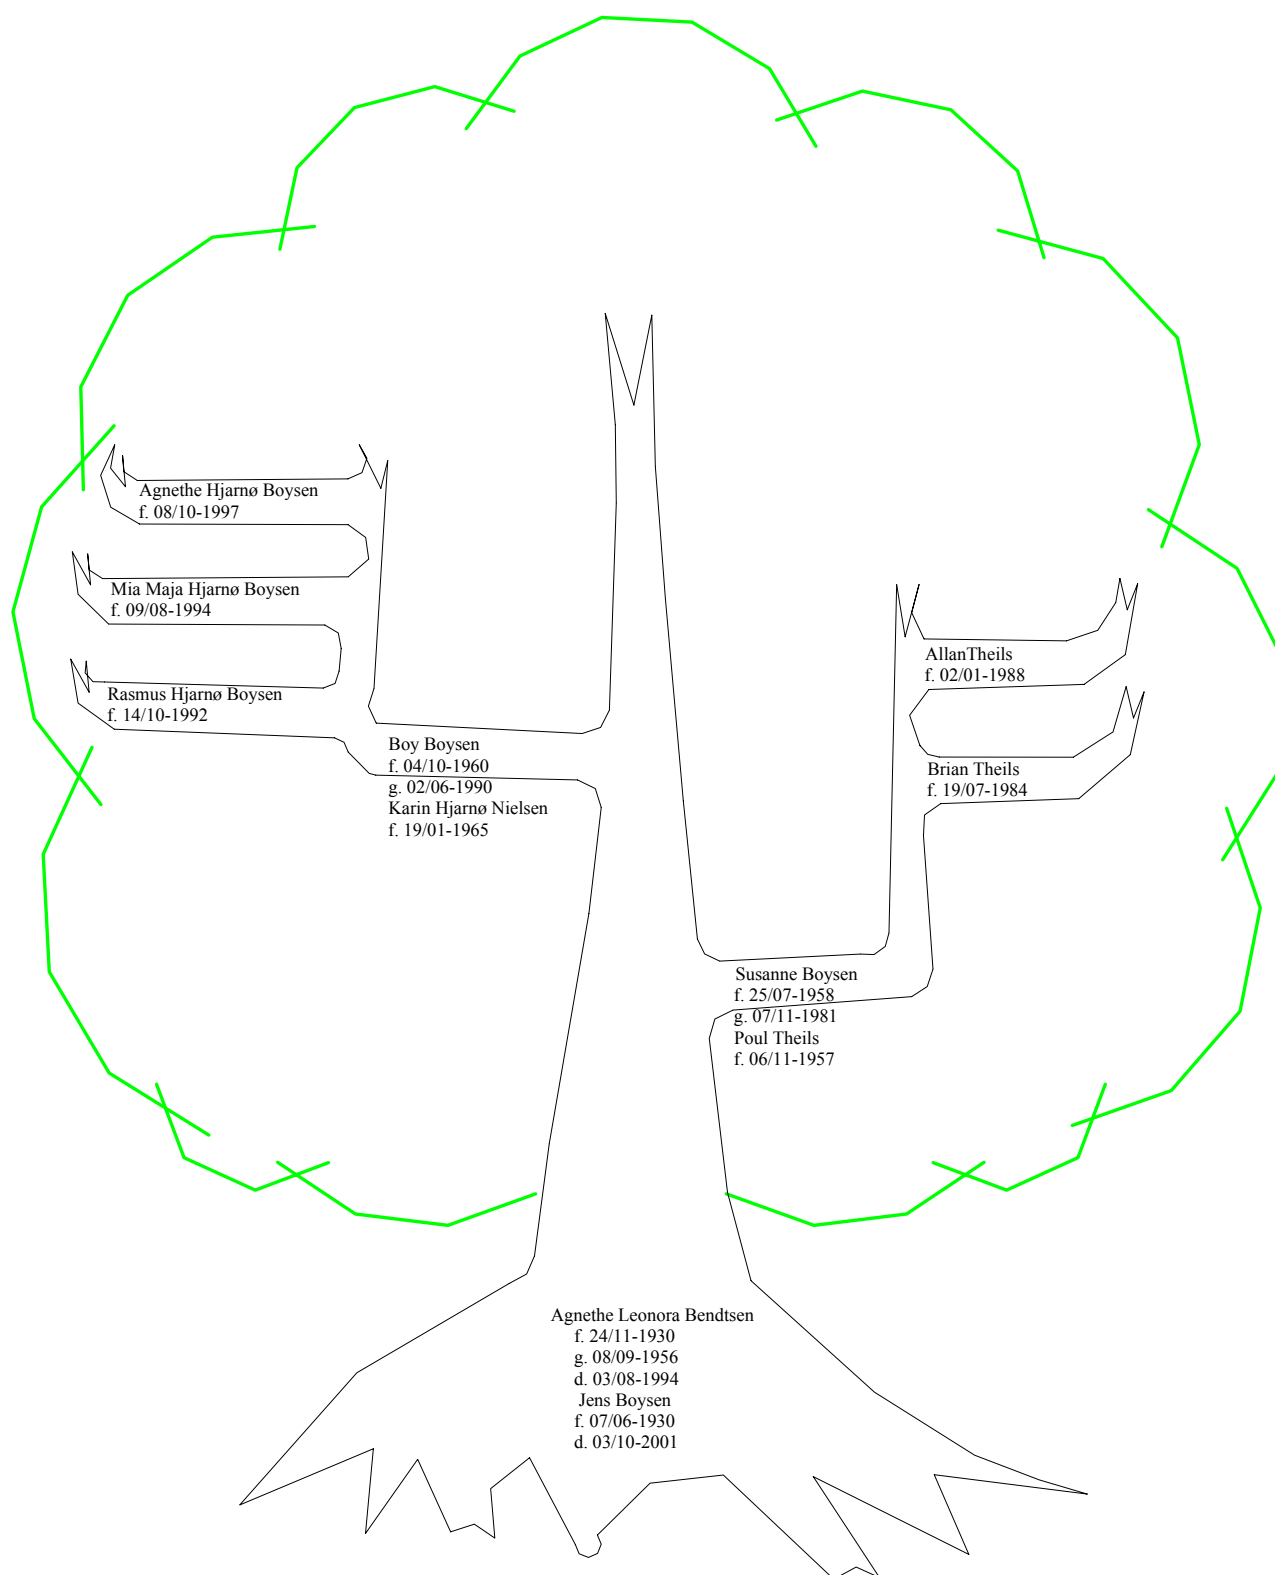 Agnethe Hjarnø Boysen
f. 08/10-1997
Mia Maja Hjarnø Boysen
f. 09/08-1994
Rasmus Hjarnø Boysen
f. 14/10-1992
Boy Boysen
f. 04/10-1960
g. 02/06-1990
Karin Hjarnø Nielsen
f. 19/01-1965
AllanTheils
f. 02/01-1988
Brian Theils
f. 19/07-1984
Susanne Boysen
f. 25/07-1958
g. 07/11-1981
Poul Theils
f. 06/11-1957
Agnethe Leonora Bendtsen
f. 24/11-1930
g. 08/09-1956
d. 03/08-1994
Jens Boysen
f. 07/06-1930
d. 03/10-2001